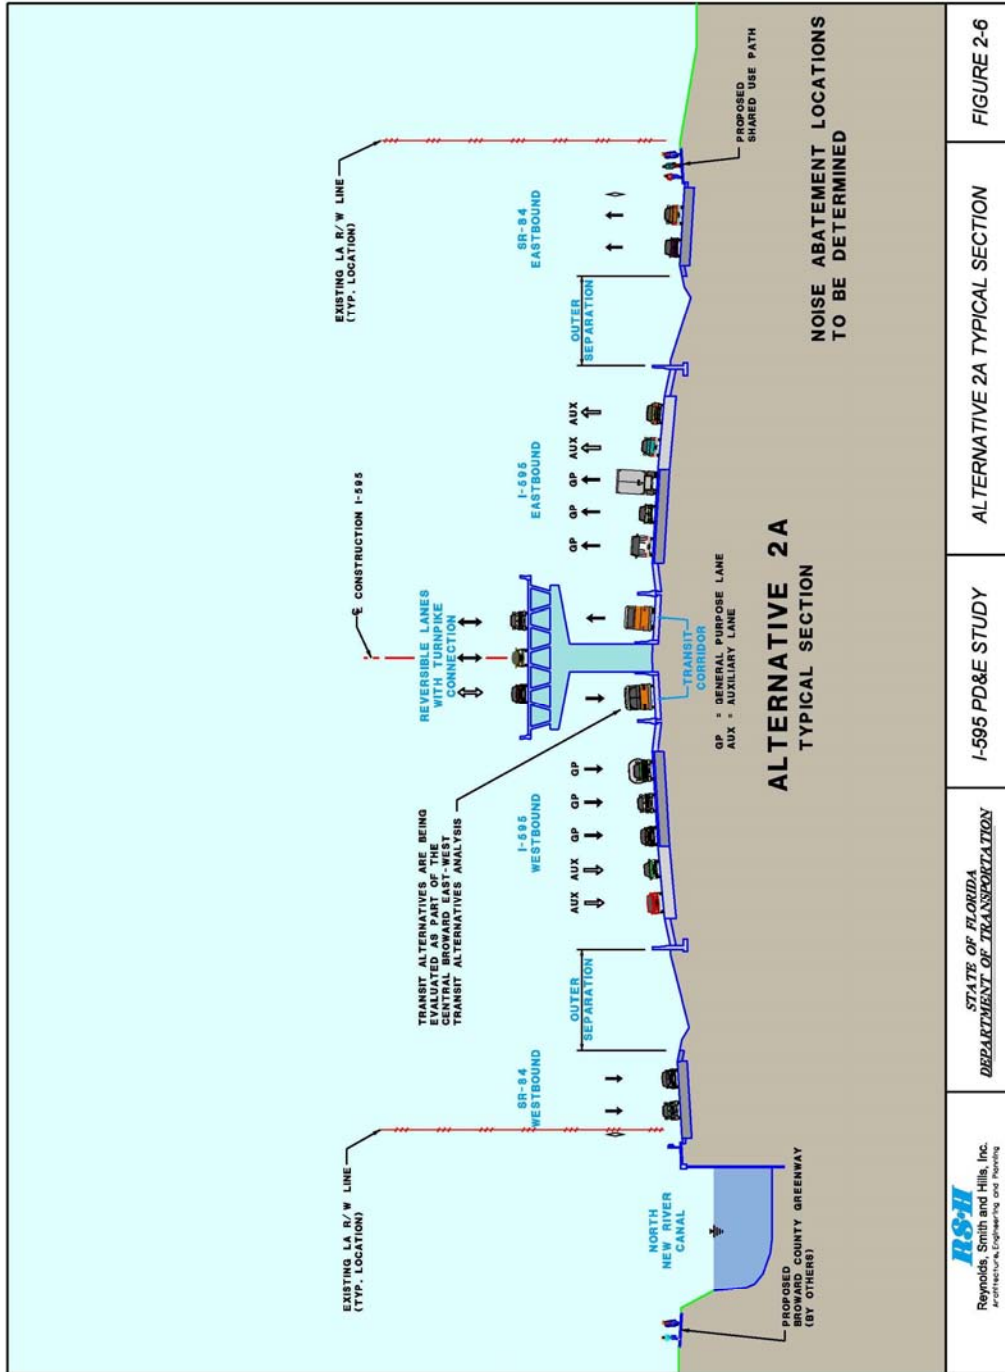 EXISTING LA R/W LINE
(TYP. LOCATION)
NORTH
NEW RIVER
CANAL
PROPOSED
BROWARD COUNTY GREENWAY
(BY OTHERS)
SR-84
WESTBOUND
OUTER
SEPARATION
TRANSIT ALTERNATIVES ARE BEING
EVALUATED AS PART OF THE
CENTRAL BROWARD EAST-WEST
TRANSIT ALTERNATIVES ANALYSIS
I-595
WESTBOUND
AUX AUX GP GP GP
℄ CONSTRUCTION I-595
REVERSIBLE LANES
WITH TURNPIKE
CONNECTION
TRANSIT
CORRIDOR
I-595
EASTBOUND
GP GP GP AUX AUX
OUTER
SEPARATION
SR-84
EASTBOUND
EXISTING LA R/W LINE
(TYP. LOCATION)
PROPOSED
SHARED USE PATH
GP = GENERAL PURPOSE LANE
AUX = AUXILIARY LANE
ALTERNATIVE 2A
TYPICAL SECTION
NOISE ABATEMENT LOCATIONS
TO BE DETERMINED
RS&H
Reynolds, Smith and Hills, Inc.
Architecture, Engineering and Planning
STATE OF FLORIDA
DEPARTMENT OF TRANSPORTATION
I-595 PD&E STUDY
ALTERNATIVE 2A TYPICAL SECTION
FIGURE 2-6